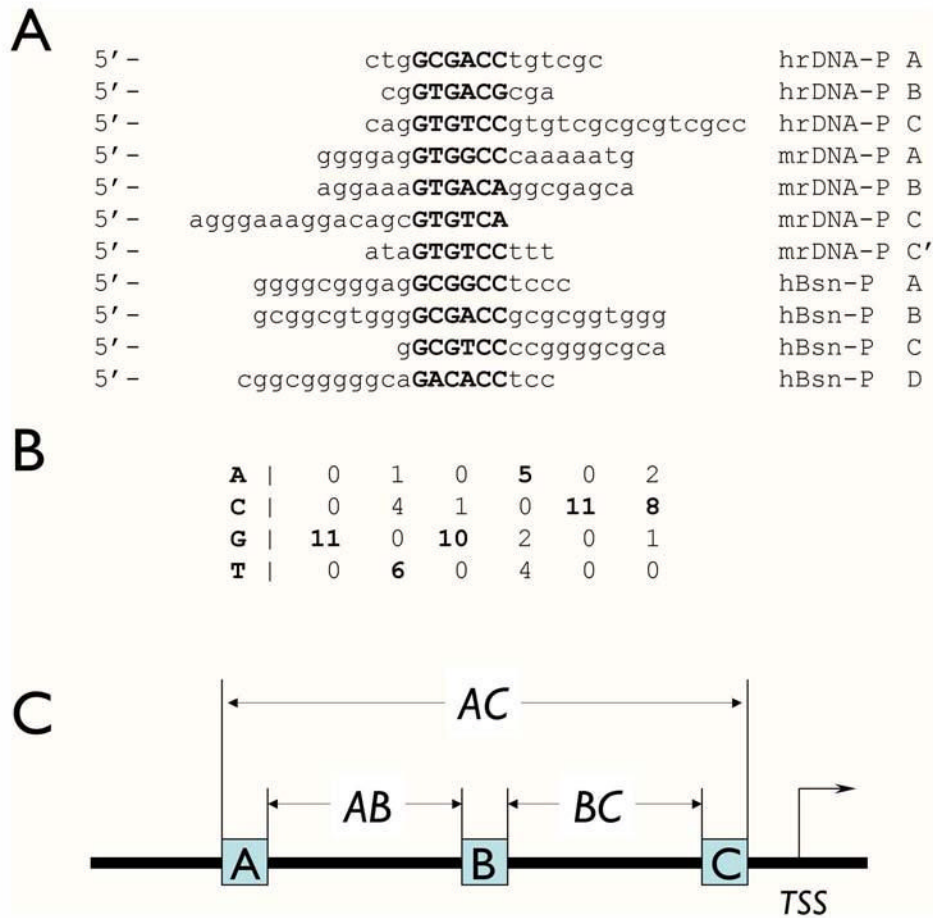 A
5'- ctgGCGACCtgtcgc hrDNA-P A
5'- cgGTGACGcga hrDNA-P B
5'- cagGTGTCCgtgtcgcgcgtcgcc hrDNA-P C
5'- ggggagGTGGCCcaaaaatg mrDNA-P A
5'- aggaaaGTGACAggcgagca mrDNA-P B
5'- agggaaaggacagcGTGTCA mrDNA-P C
5'- ataGTGTCCttt mrDNA-P C'
5'- ggggcgggagGCGGCCtccc hBsn-P A
5'- gcggcgtgggGCGACCgcgcggtggg hBsn-P B
5'- gGCGTCCccggggcgca hBsn-P C
5'- cggcgggggcaGACACCtcc hBsn-P D
B
A | 0 1 0 5 0 2
C | 0 4 1 0 11 8
G | 11 0 10 2 0 1
T | 0 6 0 4 0 0
C
AC
AB BC
A B C
TSS